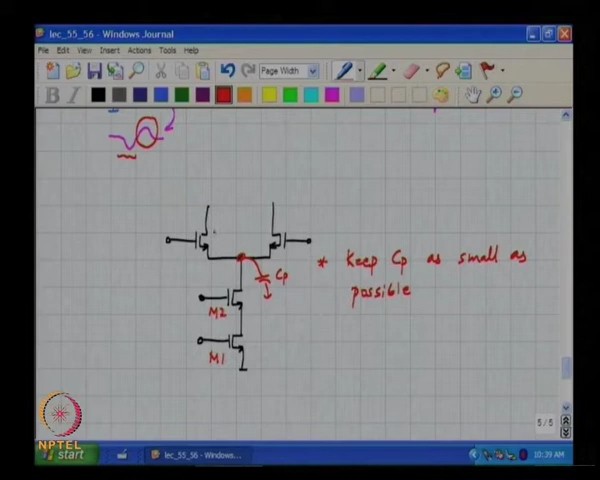 lec_55_56 - Windows Journal
File Edit View Insert Actions Tools Help
Page Width
B I
* Keep Cp as small as
possible
Cp
M2
M1
5/5
NPTEL
start lec_55_56 - Windows... 10:39 AM